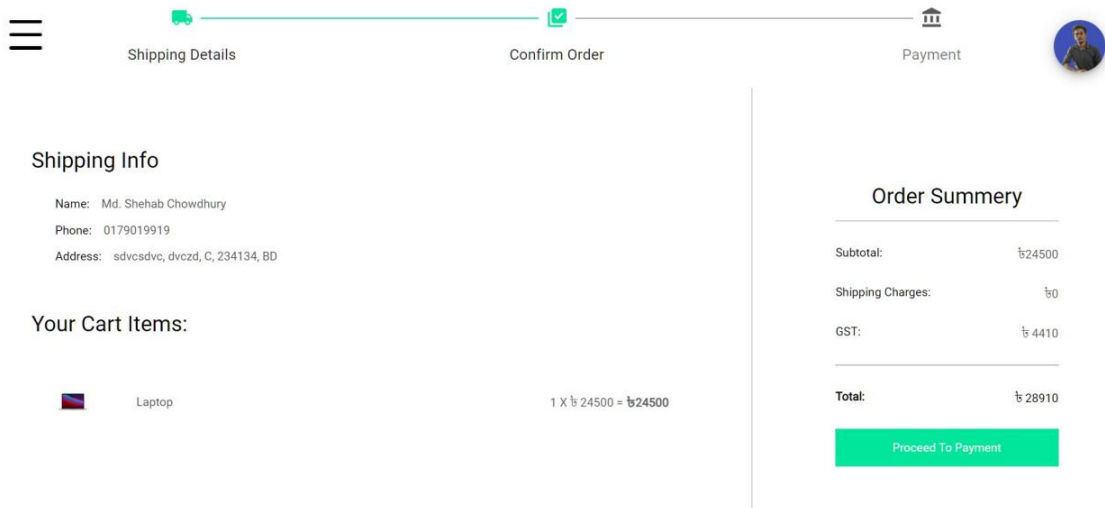 Shipping Details
Confirm Order
Payment
Shipping Info
Name: Md. Shehab Chowdhury
Phone: 0179019919
Address: sdvcsdvc, dvczd, C, 234134, BD
Your Cart Items:
Laptop
1 X ৳ 24500 = ৳24500
Order Summery
Subtotal: ৳24500
Shipping Charges: ৳0
GST: ৳ 4410
Total: ৳ 28910
Proceed To Payment